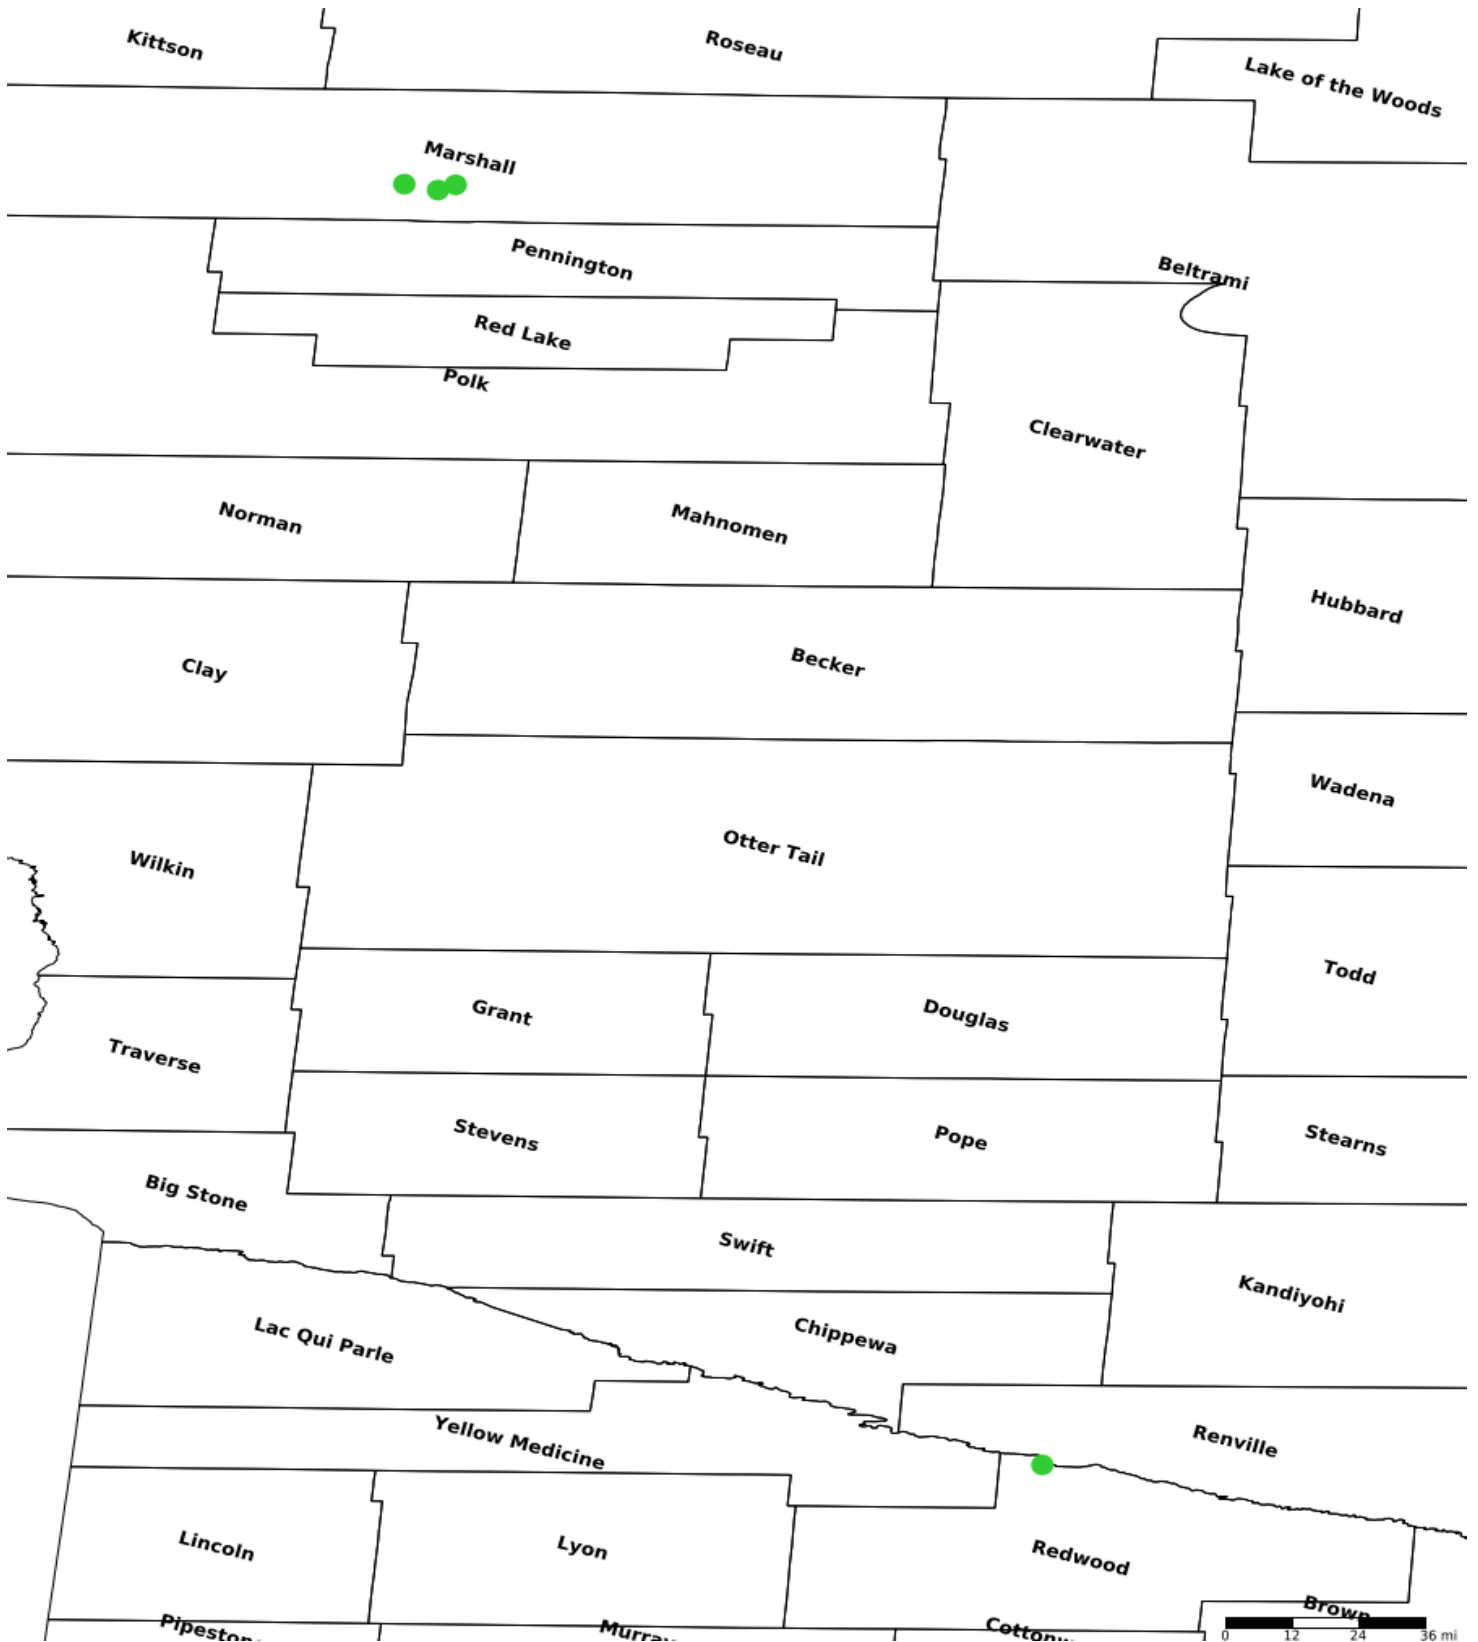 Kittson
Roseau
Lake of the Woods
Marshall
Pennington
Beltrami
Red Lake
Polk
Clearwater
Norman
Mahnomen
Hubbard
Clay
Becker
Wadena
Otter Tail
Wilkin
Todd
Grant
Douglas
Traverse
Stevens
Pope
Stearns
Big Stone
Swift
Kandiyohi
Lac Qui Parle
Chippewa
Yellow Medicine
Renville
Lincoln
Lyon
Redwood
Brown
0 12 24 36 mi